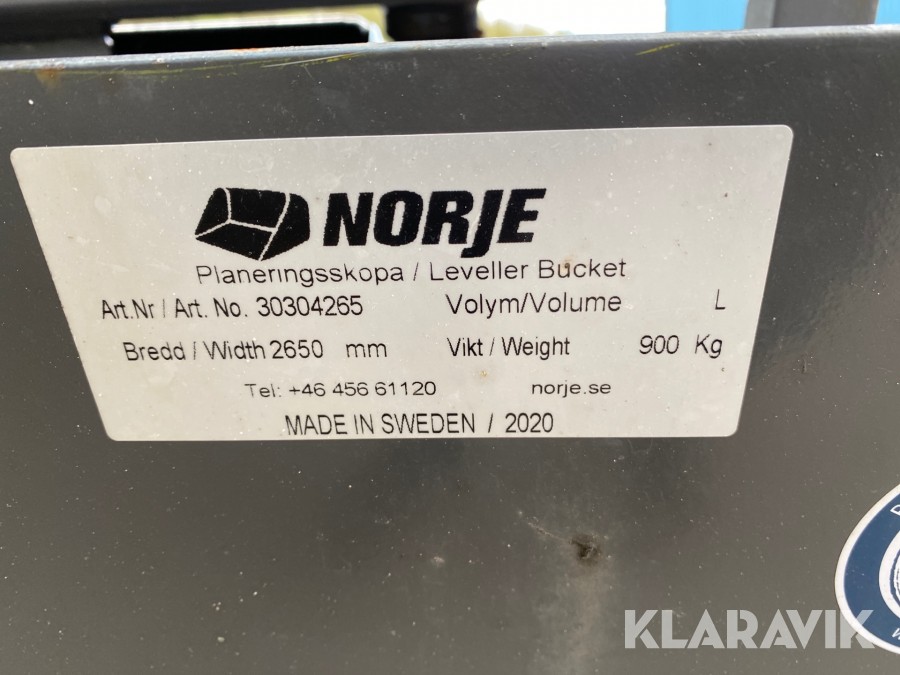 NORJE
Planeringsskopa / Leveller Bucket
Art.Nr / Art. No. 30304265 Volym/Volume L
Bredd / Width 2650 mm Vikt / Weight 900 Kg
Tel: +46 456 61120 norje.se
MADE IN SWEDEN / 2020
KLARAVIK